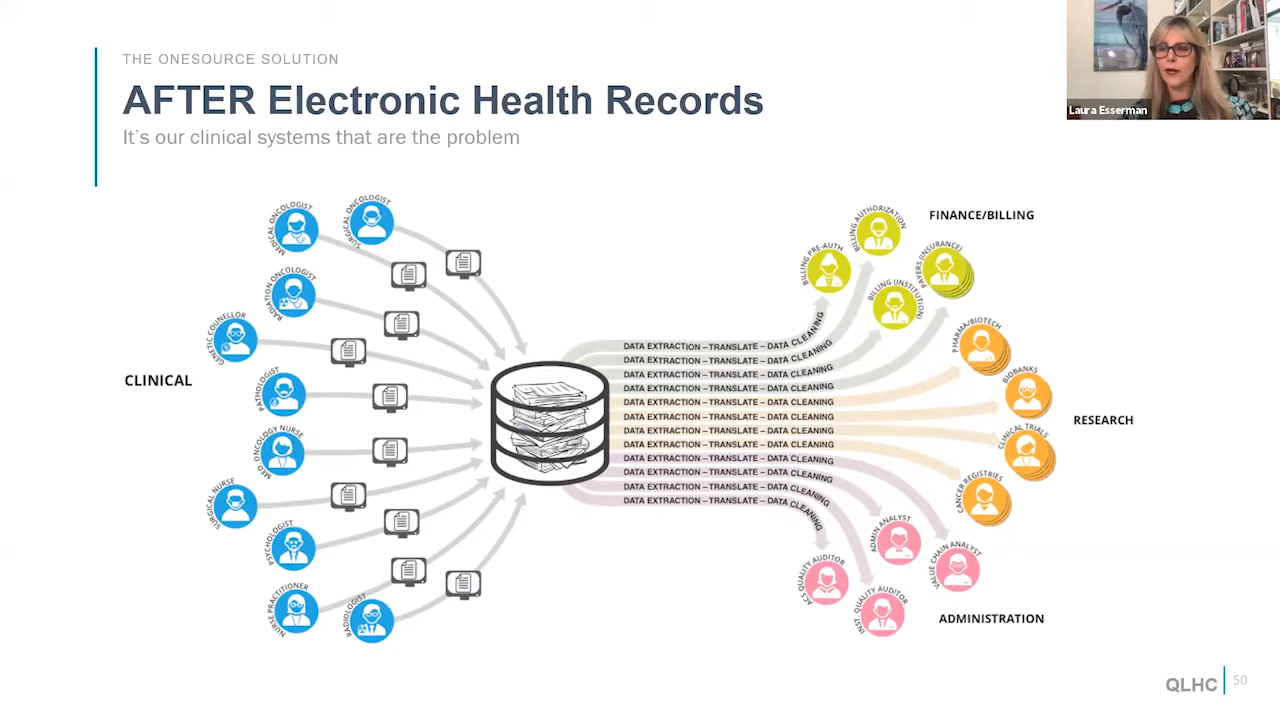 THE ONESOURCE SOLUTION
AFTER Electronic Health Records
It's our clinical systems that are the problem
Laura Esserman
CLINICAL
MEDICAL ONCOLOGIST
SURGICAL ONCOLOGIST
RADIATION ONCOLOGIST
GENETIC COUNELLOR
PATHOLOGIST
MED. ONCOLOGY NURSE
SURGICAL NURSE
PSYCHOLOGIST
NURSE PRACTITIONER
RADIOLOGIST
DATA EXTRACTION – TRANSLATE – DATA CLEANING
DATA EXTRACTION – TRANSLATE – DATA CLEANING
DATA EXTRACTION – TRANSLATE – DATA CLEANING
DATA EXTRACTION – TRANSLATE – DATA CLEANING
DATA EXTRACTION – TRANSLATE – DATA CLEANING
DATA EXTRACTION – TRANSLATE – DATA CLEANING
DATA EXTRACTION – TRANSLATE – DATA CLEANING
DATA EXTRACTION – TRANSLATE – DATA CLEANING
DATA EXTRACTION – TRANSLATE – DATA CLEANING
DATA EXTRACTION – TRANSLATE – DATA CLEANING
DATA EXTRACTION – TRANSLATE – DATA CLEANING
DATA EXTRACTION – TRANSLATE – DATA CLEANING
FINANCE/BILLING
BILLING PRE-AUTH
BILLING AUTHORIZATION
BILLING (INSTITUTION)
PAYERS (INSURANCE)
RESEARCH
PHARMA/BIOTECH
BIOBANKS
CLINICAL TRIALS
CANCER REGISTRIES
ADMINISTRATION
ADMIN ANALYST
VALUE CHAIN ANALYST
ACS QUALITY AUDITOR
INST. QUALITY AUDITOR
QLHC
50